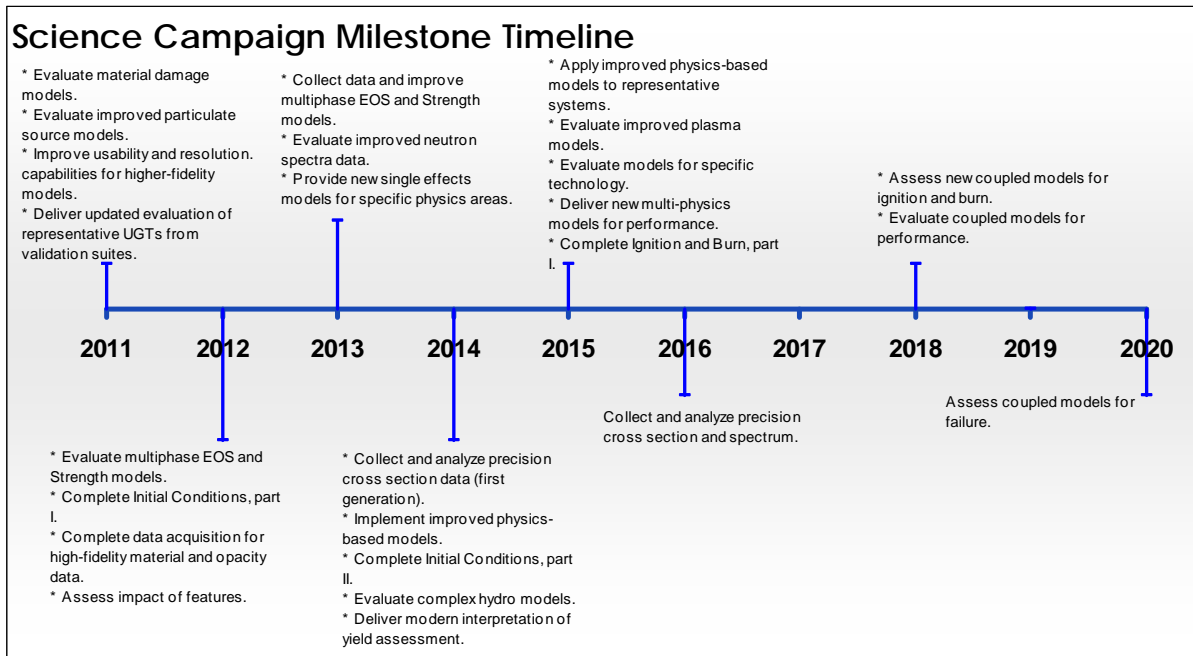 Science Campaign Milestone Timeline
* Evaluate material damage
models.
* Evaluate improved particulate
source models.
* Improve usability and resolution.
capabilities for higher-fidelity
models.
* Deliver updated evaluation of
representative UGTs from
validation suites.
* Collect data and improve
multiphase EOS and Strength
models.
* Evaluate improved neutron
spectra data.
* Provide new single effects
models for specific physics areas.
* Apply improved physics-based
models to representative
systems.
* Evaluate improved plasma
models.
* Evaluate models for specific
technology.
* Deliver new multi-physics
models for performance.
* Complete Ignition and Burn, part
I.
* Assess new coupled models for
ignition and burn.
* Evaluate coupled models for
performance.
2011 2012 2013 2014 2015 2016 2017 2018 2019 2020
* Evaluate multiphase EOS and
Strength models.
* Complete Initial Conditions, part
I.
* Complete data acquisition for
high-fidelity material and opacity
data.
* Assess impact of features.
* Collect and analyze precision
cross section data (first
generation).
* Implement improved physics-
based models.
* Complete Initial Conditions, part
II.
* Evaluate complex hydro models.
* Deliver modern interpretation of
yield assessment.
Collect and analyze precision
cross section and spectrum.
Assess coupled models for
failure.